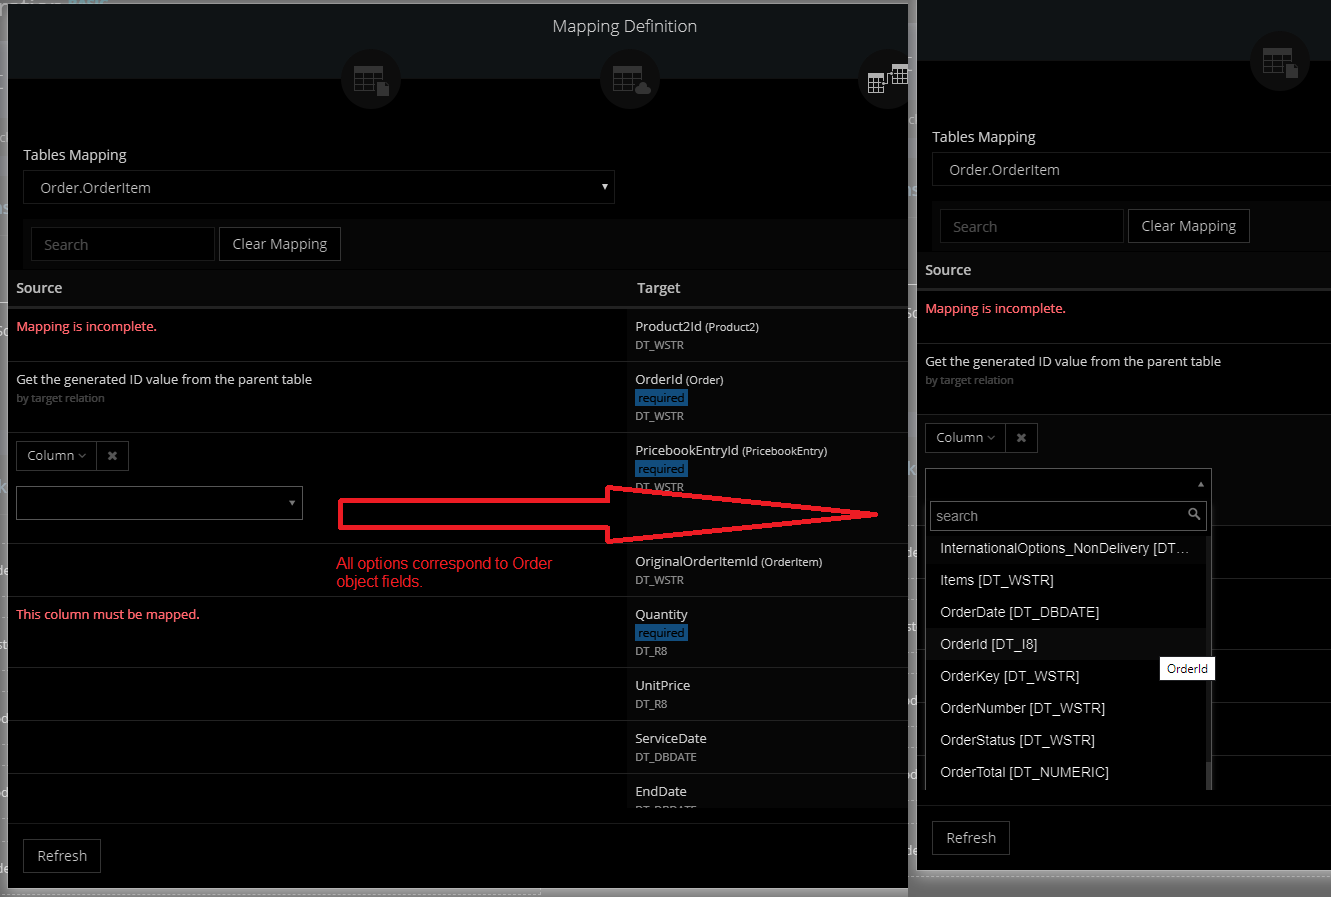 Mapping Definition
Tables Mapping
Order.OrderItem
Search
Clear Mapping
Source
Target
Mapping is incomplete.
Product2Id (Product2)
DT_WSTR
Get the generated ID value from the parent table
by target relation
OrderId (Order)
required
DT_WSTR
Column
PricebookEntryId (PricebookEntry)
required
DT_WSTR
All options correspond to Order
object fields.
OriginalOrderItemId (OrderItem)
DT_WSTR
This column must be mapped.
Quantity
required
DT_R8
UnitPrice
DT_R8
ServiceDate
DT_DBDATE
EndDate
DT_DBDATE
Refresh
Tables Mapping
Order.OrderItem
Search
Clear Mapping
Source
Mapping is incomplete.
Get the generated ID value from the parent table
by target relation
Column
search
InternationalOptions_NonDelivery [DT...
Items [DT_WSTR]
OrderDate [DT_DBDATE]
OrderId [DT_I8]
OrderId
OrderKey [DT_WSTR]
OrderNumber [DT_WSTR]
OrderStatus [DT_WSTR]
OrderTotal [DT_NUMERIC]
Refresh